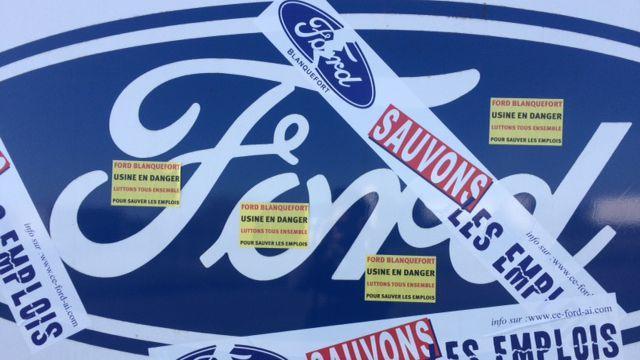 Ford
BLANQUEFORT
SAUVONS
LES EMPLOIS
info sur :www.ce-ford-ai.com
Ford
FORD BLANQUEFORT
USINE EN DANGER
LUTTONS TOUS ENSEMBLE
POUR SAUVER LES EMPLOIS
FORD BLANQUEFORT
USINE EN DANGER
LUTTONS TOUS ENSEMBLE
POUR SAUVER LES EMPLOIS
FORD BLANQUEFORT
USINE EN DANGER
LUTTONS TOUS ENSEMBLE
POUR SAUVER LES EMPLOIS
FORD BLANQUEFORT
USINE EN DANGER
LUTTONS TOUS ENSEMBLE
POUR SAUVER LES EMPLOIS
EMPLOIS
info sur :www.ce-ford-ai.com
SAUVONS
LES EMPLOIS
info sur :www.ce-ford-ai.com